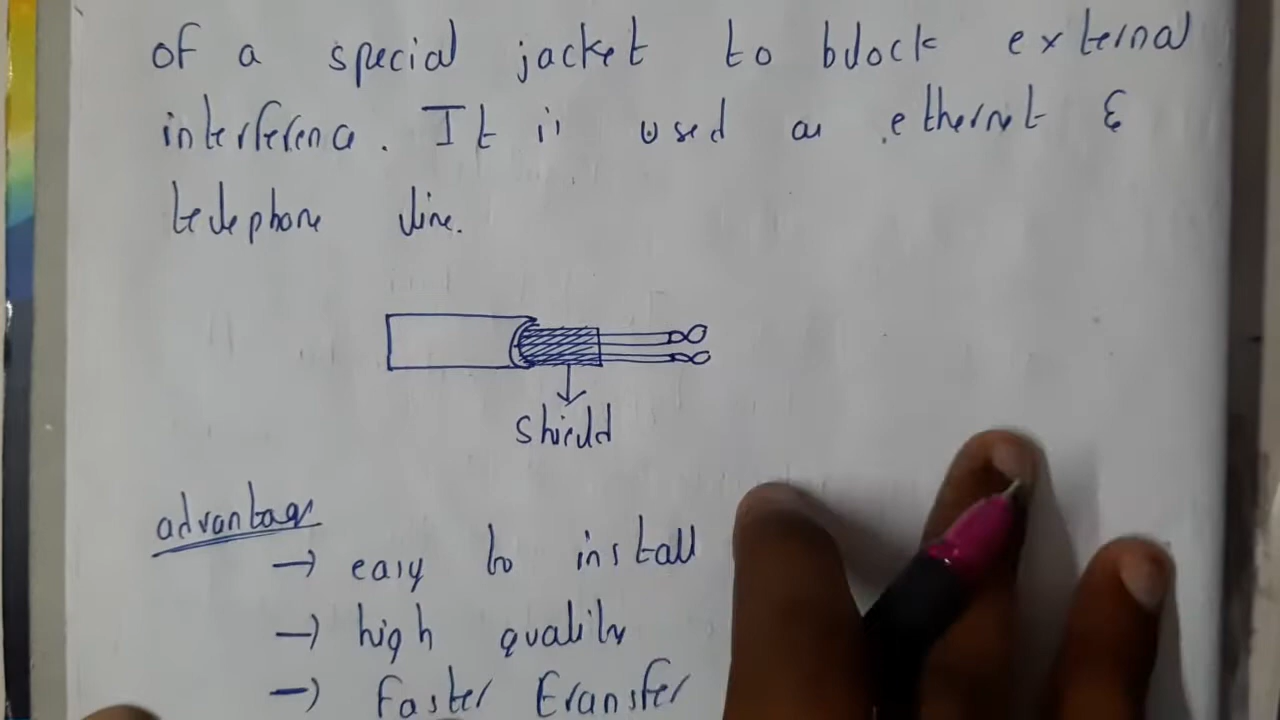 of a special jacket to block external
interference. It is used as ethernet &
telephone line.
shield
advantages
→ easy to install
→ high quality
→ Faster transfer